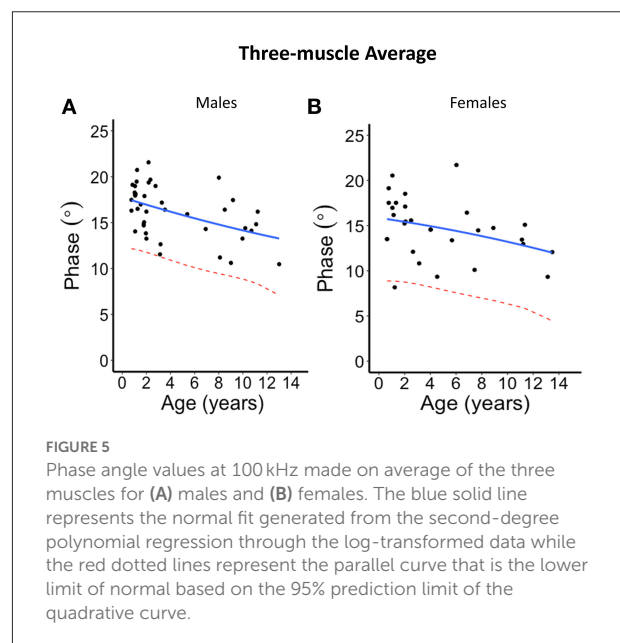 Three-muscle Average
A
Males
25
20
15
10
5
0
Phase (°)
0 2 4 6 8 10 12 14
Age (years)
B
Females
25
20
15
10
5
0
Phase (°)
0 2 4 6 8 10 12 14
Age (years)
FIGURE 5
Phase angle values at 100 kHz made on average of the three
muscles for (A) males and (B) females. The blue solid line
represents the normal fit generated from the second-degree
polynomial regression through the log-transformed data while
the red dotted lines represent the parallel curve that is the lower
limit of normal based on the 95% prediction limit of the
quadrative curve.